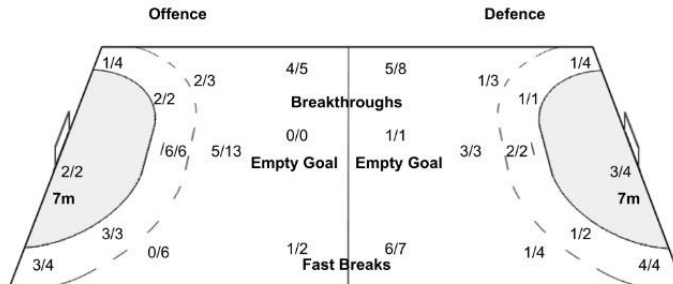 Offence Defence
1/4 4/5 5/8 1/4
2/3 1/3
2/2 Breakthroughs 1/1
0/0 1/1
6/6 5/13 3/3 2/2
Empty Goal Empty Goal
2/2 3/4
7m 7m
3/3 1/2
0/6 1/2 6/7 1/4
3/4 Fast Breaks 4/4